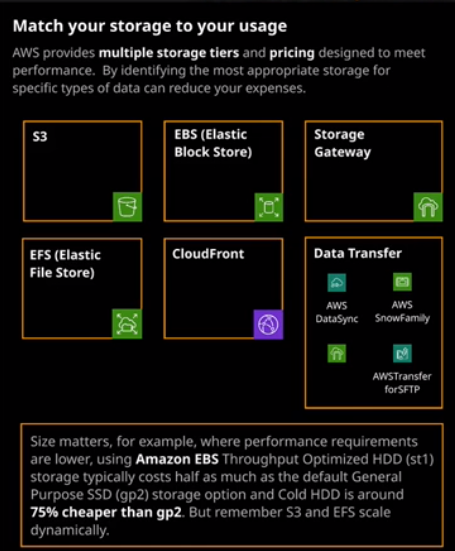 Match your storage to your usage
AWS provides multiple storage tiers and pricing designed to meet
performance. By identifying the most appropriate storage for
specific types of data can reduce your expenses.
S3
EBS (Elastic
Block Store)
Storage
Gateway
EFS (Elastic
File Store)
CloudFront
Data Transfer
AWS
DataSync
AWS
SnowFamily
AWSTransfer
forSFTP
Size matters, for example, where performance requirements
are lower, using Amazon EBS Throughput Optimized HDD (st1)
storage typically costs half as much as the default General
Purpose SSD (gp2) storage option and Cold HDD is around
75% cheaper than gp2. But remember S3 and EFS scale
dynamically.